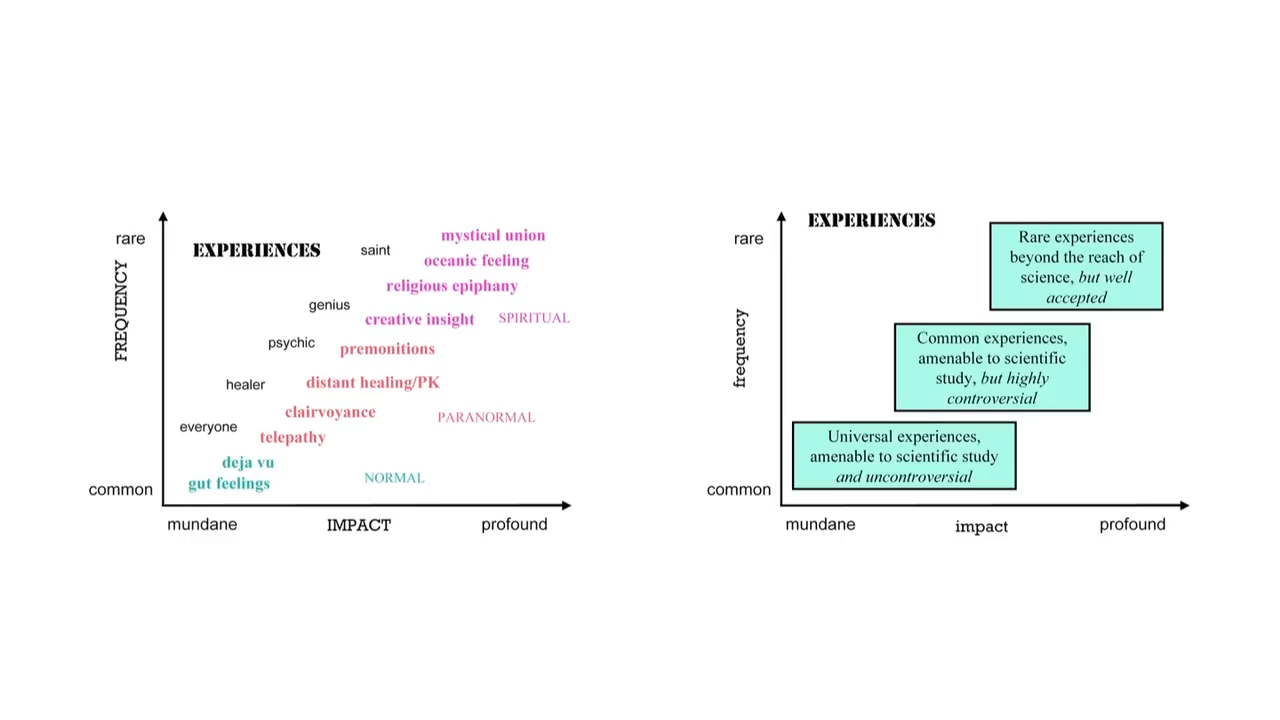 rare
FREQUENCY
common
EXPERIENCES
saint
mystical union
oceanic feeling
religious epiphany
genius
creative insight
SPIRITUAL
psychic
premonitions
healer
distant healing/PK
clairvoyance
PARANORMAL
everyone
telepathy
deja vu
gut feelings
NORMAL
mundane
IMPACT
profound
EXPERIENCES
rare
frequency
common
Rare experiences
beyond the reach of
science, but well
accepted
Common experiences,
amenable to scientific
study, but highly
controversial
Universal experiences,
amenable to scientific study
and uncontroversial
mundane
impact
profound